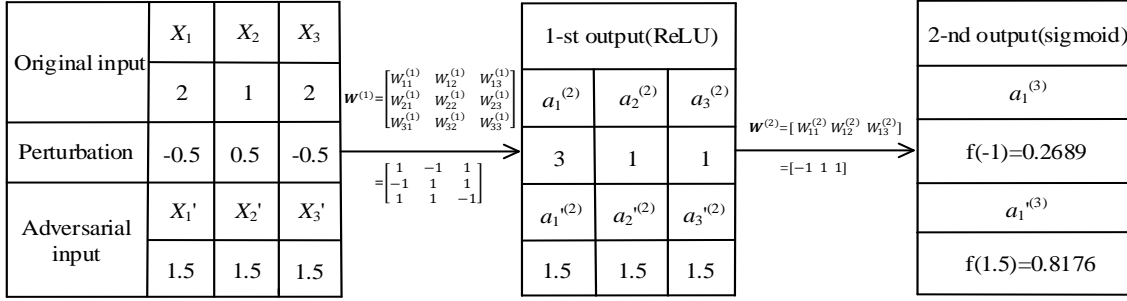 Original input
X₁ X₂ X₃
2 1 2
Perturbation -0.5 0.5 -0.5
Adversarial input
X₁' X₂' X₃'
1.5 1.5 1.5
W⁽¹⁾=[W₁₁⁽¹⁾ W₁₂⁽¹⁾ W₁₃⁽¹⁾
W₂₁⁽¹⁾ W₂₂⁽¹⁾ W₂₃⁽¹⁾
W₃₁⁽¹⁾ W₃₂⁽¹⁾ W₃₃⁽¹⁾]
=[1 -1 1
-1 1 1
1 1 -1]
1-st output(ReLU)
a₁⁽²⁾ a₂⁽²⁾ a₃⁽²⁾
3 1 1
a₁'⁽²⁾ a₂'⁽²⁾ a₃'⁽²⁾
1.5 1.5 1.5
W⁽²⁾=[W₁₁⁽²⁾ W₁₂⁽²⁾ W₁₃⁽²⁾]
=[-1 1 1]
2-nd output(sigmoid)
a₁⁽³⁾
f(-1)=0.2689
a₁'⁽³⁾
f(1.5)=0.8176